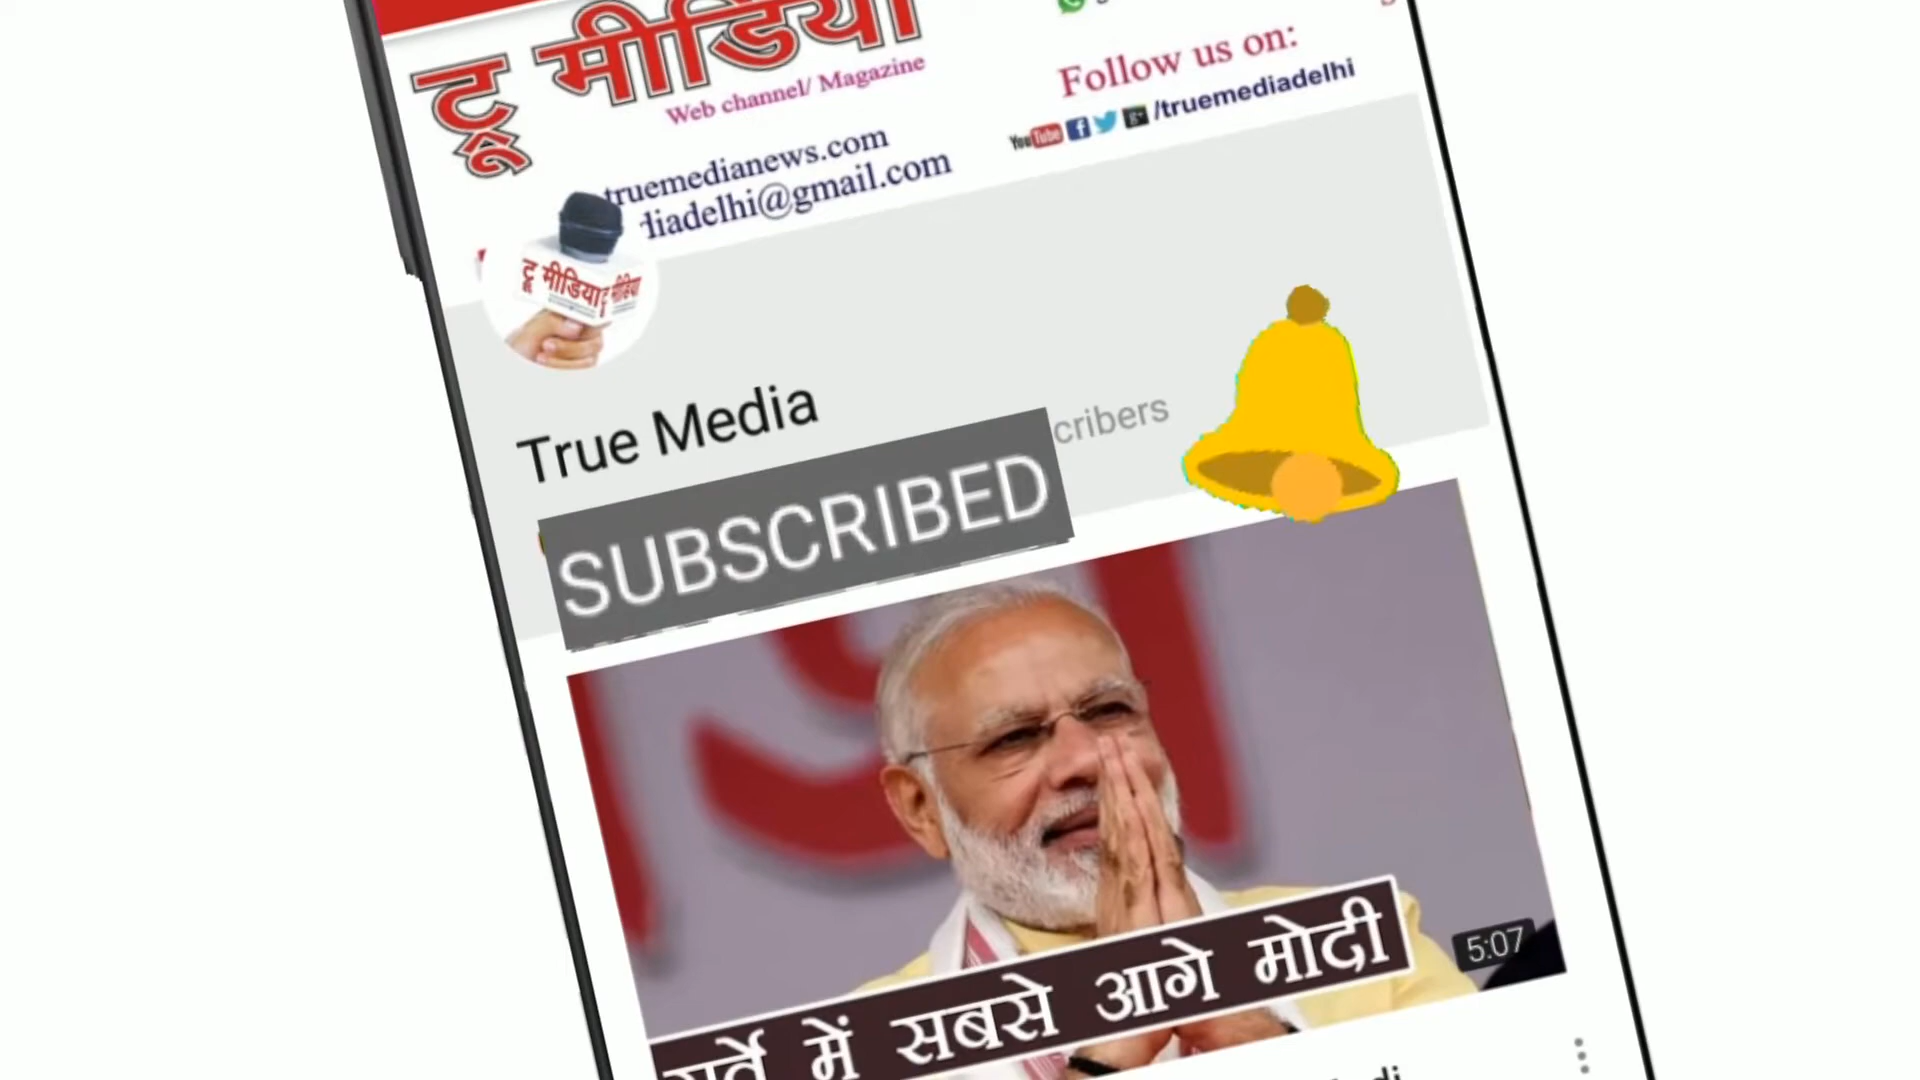 ट्रू मीडिया
Web channel/ Magazine
Follow us on:
YouTube /truemediadelhi
truemedianews.com
diadelhi@gmail.com
ट्रू मीडिया मीडिया
True Media
cribers
SUBSCRIBED
में सबसे आगे मोदी
5:07